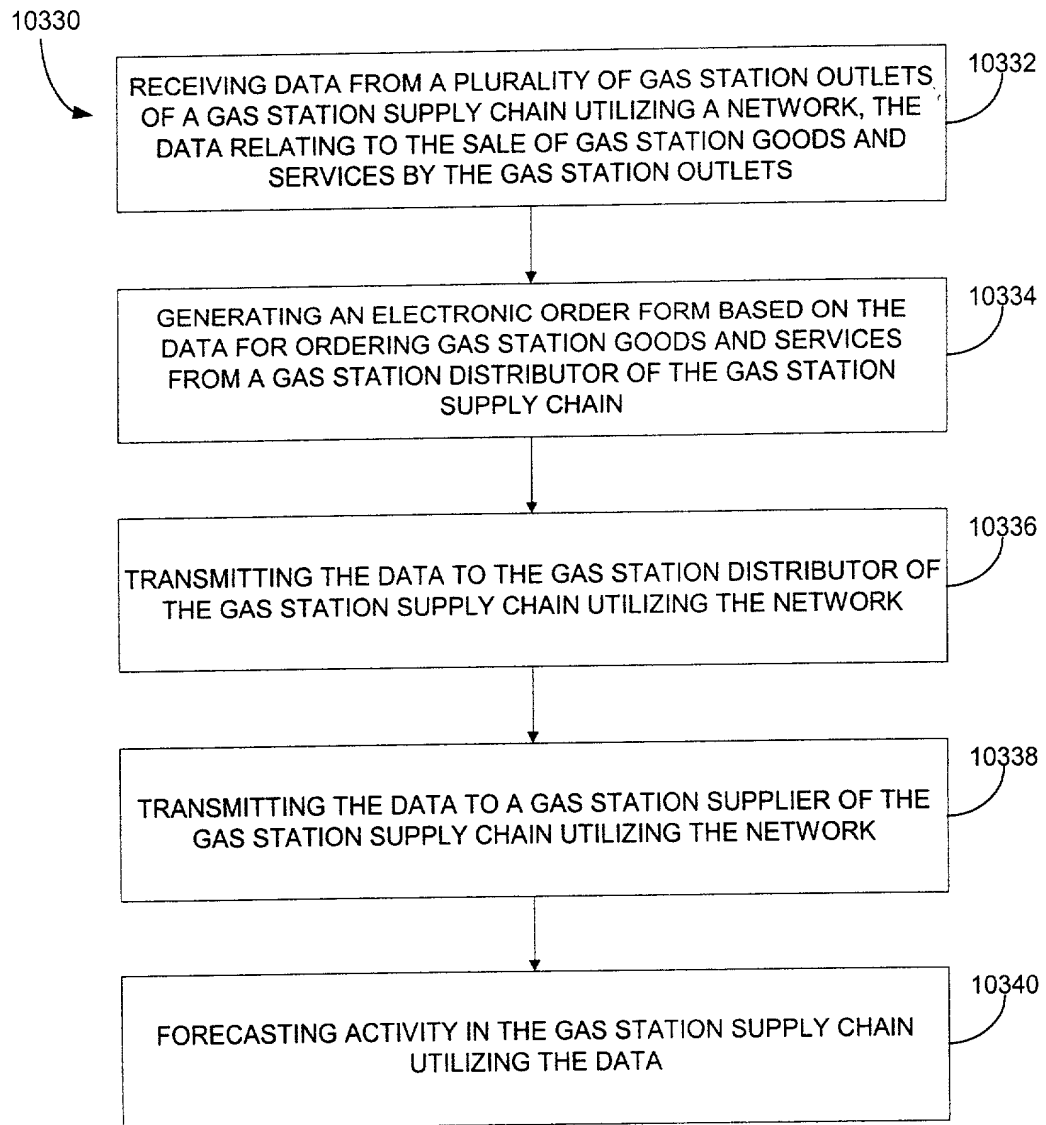 10330
RECEIVING DATA FROM A PLURALITY OF GAS STATION OUTLETS
OF A GAS STATION SUPPLY CHAIN UTILIZING A NETWORK, THE
DATA RELATING TO THE SALE OF GAS STATION GOODS AND
SERVICES BY THE GAS STATION OUTLETS
10332
GENERATING AN ELECTRONIC ORDER FORM BASED ON THE
DATA FOR ORDERING GAS STATION GOODS AND SERVICES
FROM A GAS STATION DISTRIBUTOR OF THE GAS STATION
SUPPLY CHAIN
10334
TRANSMITTING THE DATA TO THE GAS STATION DISTRIBUTOR OF
THE GAS STATION SUPPLY CHAIN UTILIZING THE NETWORK
10336
TRANSMITTING THE DATA TO A GAS STATION SUPPLIER OF THE
GAS STATION SUPPLY CHAIN UTILIZING THE NETWORK
10338
FORECASTING ACTIVITY IN THE GAS STATION SUPPLY CHAIN
UTILIZING THE DATA
10340